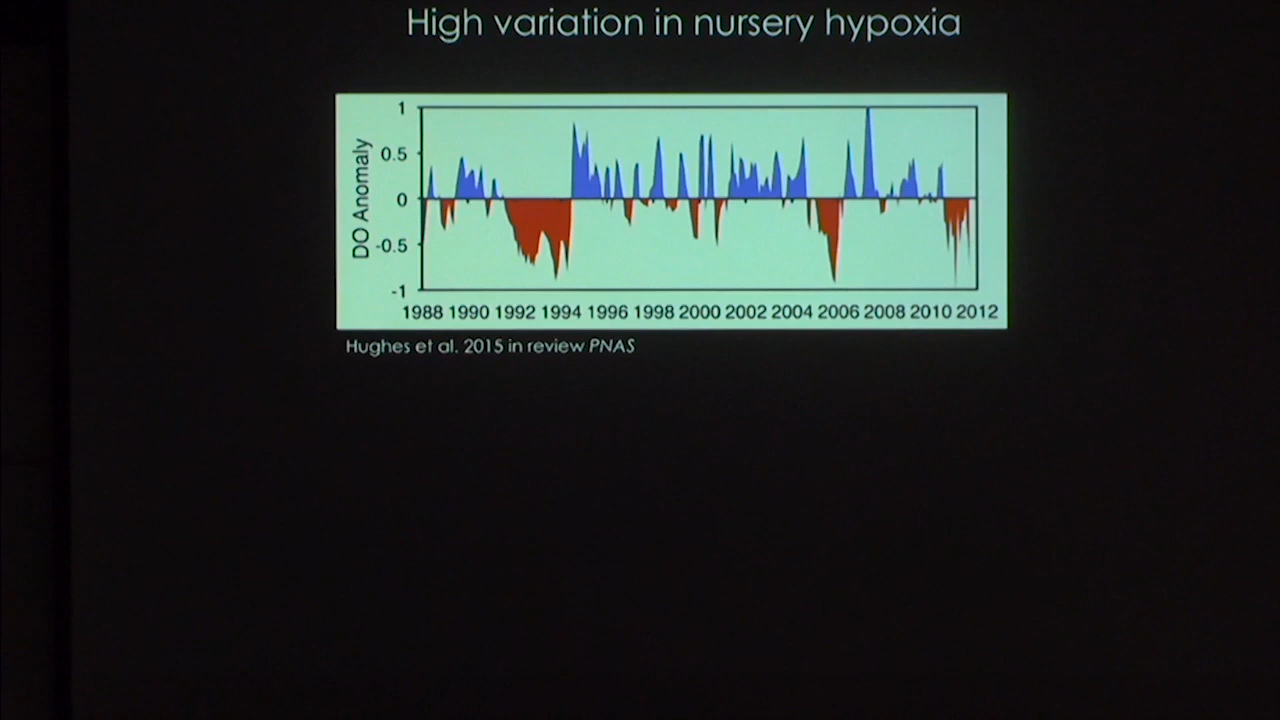 High variation in nursery hypoxia
DO Anomaly
1
0.5
0
-0.5
-1
1988 1990 1992 1994 1996 1998 2000 2002 2004 2006 2008 2010 2012
Hughes et al. 2015 in review PNAS